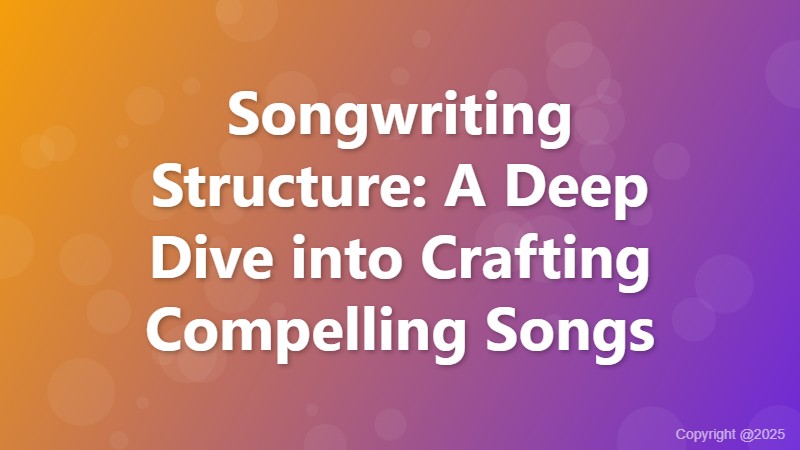 Songwriting
Structure: A Deep
Dive into Crafting
Compelling Songs
Copyright @2025